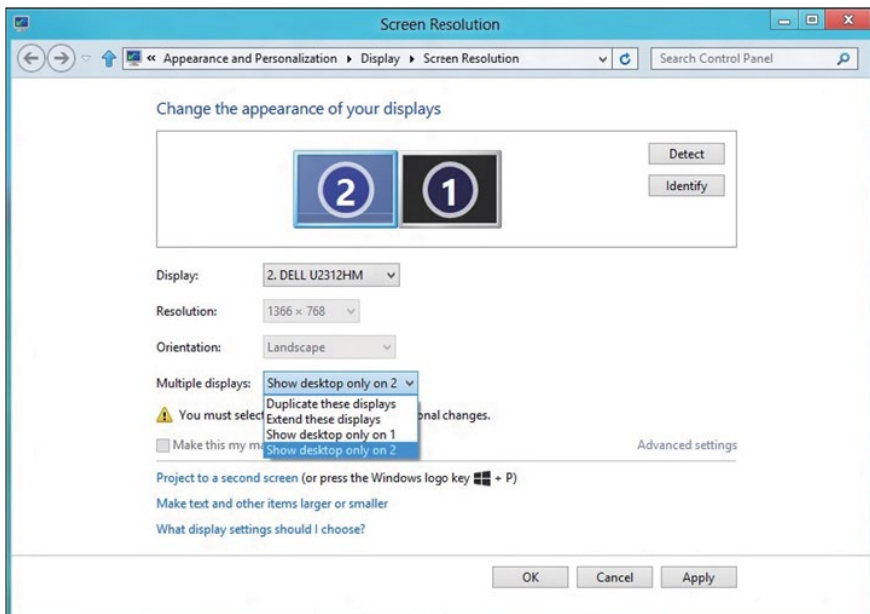 Screen Resolution
« Appearance and Personalization ▸ Display ▸ Screen Resolution
Search Control Panel
Change the appearance of your displays
2
1
Detect
Identify
Display: 2. DELL U2312HM
Resolution: 1366 × 768
Orientation: Landscape
Multiple displays: Show desktop only on 2
Duplicate these displays
Extend these displays
Show desktop only on 1
Show desktop only on 2
You must select onal changes.
Make this my ma
Advanced settings
Project to a second screen (or press the Windows logo key + P)
Make text and other items larger or smaller
What display settings should I choose?
OK
Cancel
Apply